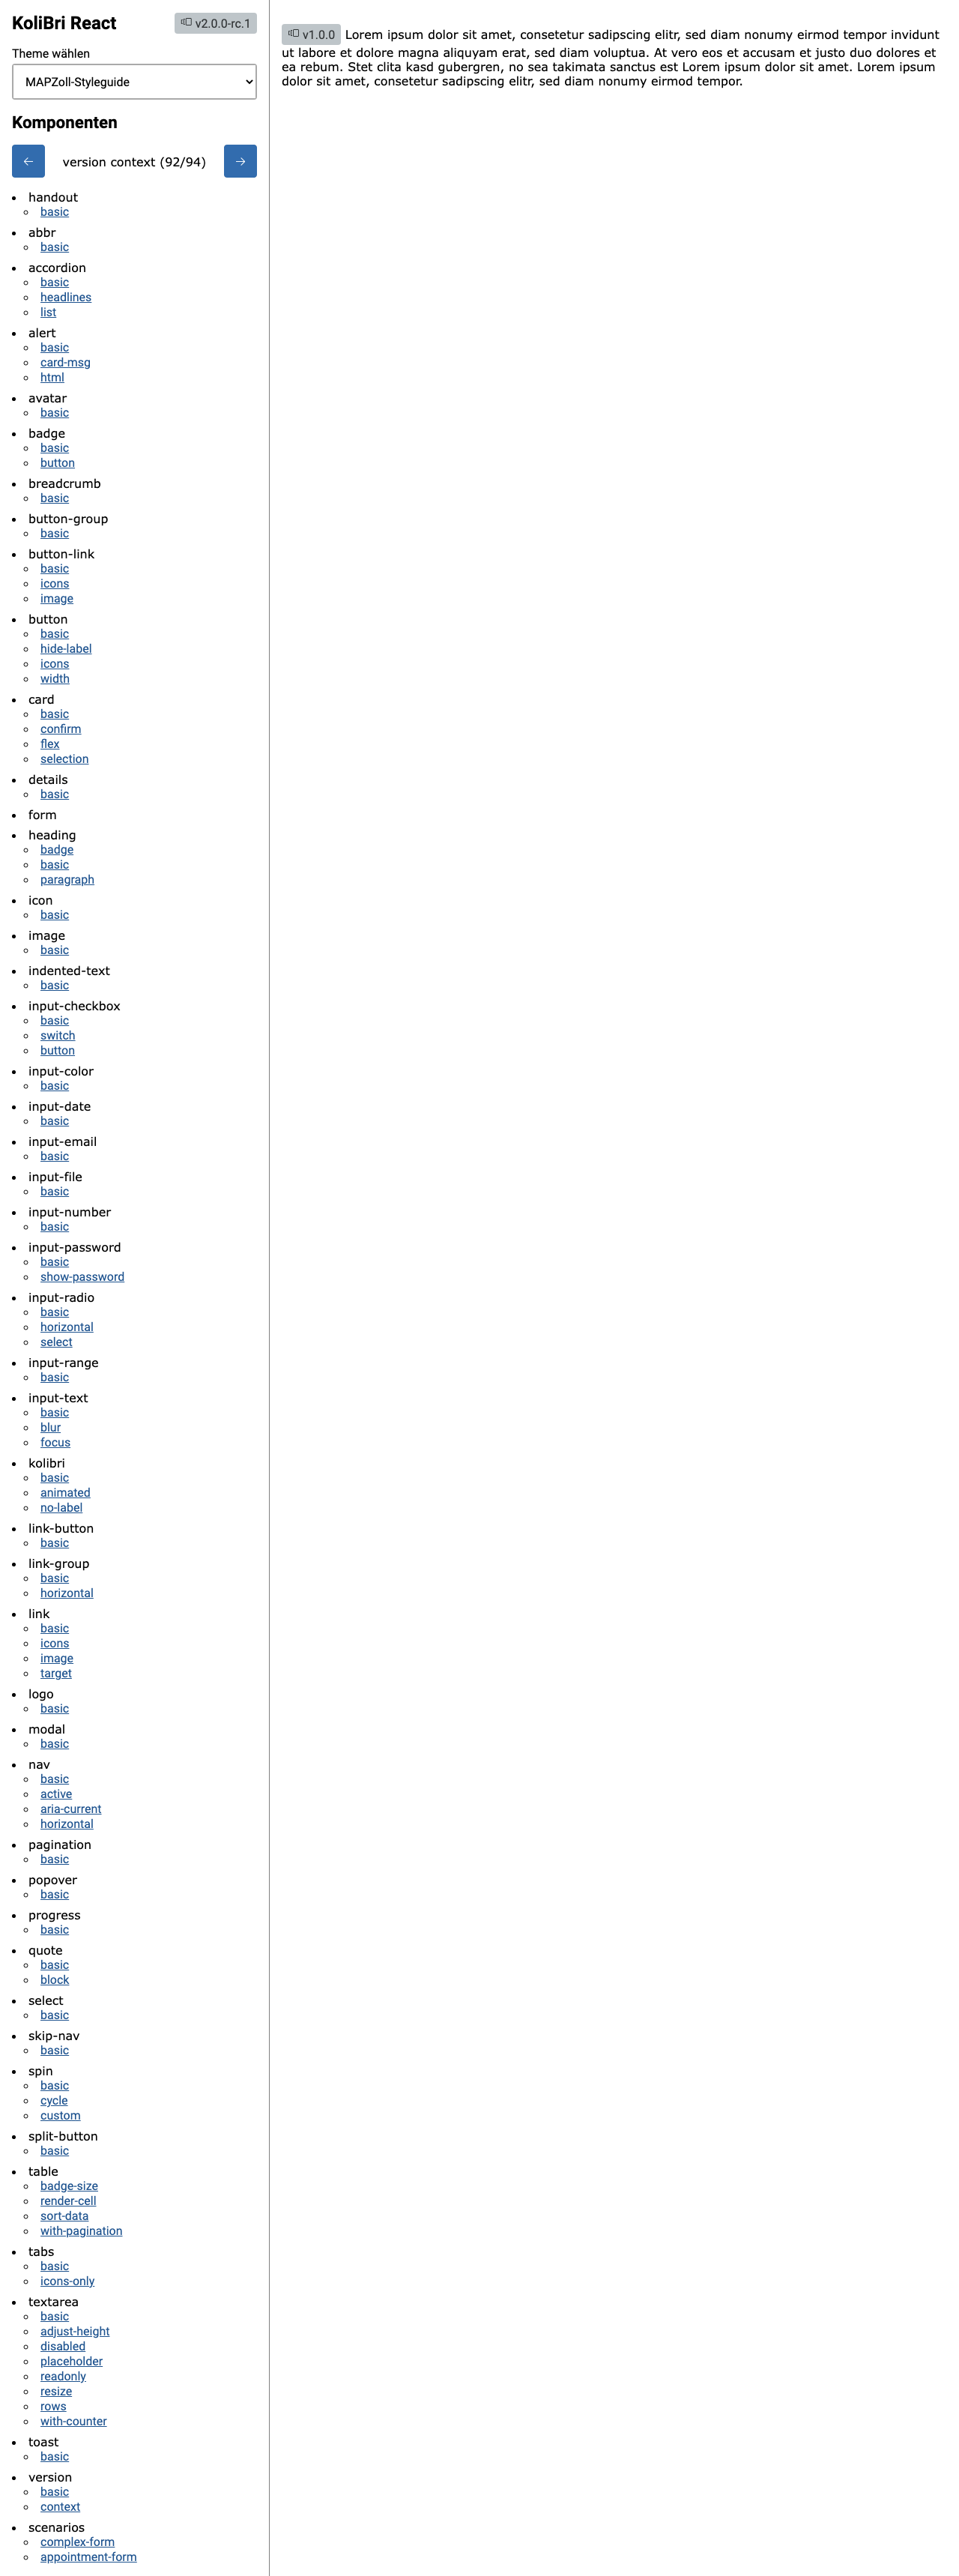 KoliBri React
v2.0.0-rc.1
Theme wählen
MAPZoll-Styleguide
Komponenten
← version context (92/94) →
handout
basic
abbr
basic
accordion
basic
headlines
list
alert
basic
card-msg
html
avatar
basic
badge
basic
button
breadcrumb
basic
button-group
basic
button-link
basic
icons
image
button
basic
hide-label
icons
width
card
basic
confirm
flex
selection
details
basic
form
heading
badge
basic
paragraph
icon
basic
image
basic
indented-text
basic
input-checkbox
basic
switch
button
input-color
basic
input-date
basic
input-email
basic
input-file
basic
input-number
basic
input-password
basic
show-password
input-radio
basic
horizontal
select
input-range
basic
input-text
basic
blur
focus
kolibri
basic
animated
no-label
link-button
basic
link-group
basic
horizontal
link
basic
icons
image
target
logo
basic
modal
basic
nav
basic
active
aria-current
horizontal
pagination
basic
popover
basic
progress
basic
quote
basic
block
select
basic
skip-nav
basic
spin
basic
cycle
custom
split-button
basic
table
badge-size
render-cell
sort-data
with-pagination
tabs
basic
icons-only
textarea
basic
adjust-height
disabled
placeholder
readonly
resize
rows
with-counter
toast
basic
version
basic
context
scenarios
complex-form
appointment-form
v1.0.0 Lorem ipsum dolor sit amet, consetetur sadipscing elitr, sed diam nonumy eirmod tempor invidunt
ut labore et dolore magna aliquyam erat, sed diam voluptua. At vero eos et accusam et justo duo dolores et
ea rebum. Stet clita kasd gubergren, no sea takimata sanctus est Lorem ipsum dolor sit amet. Lorem ipsum
dolor sit amet, consetetur sadipscing elitr, sed diam nonumy eirmod tempor.